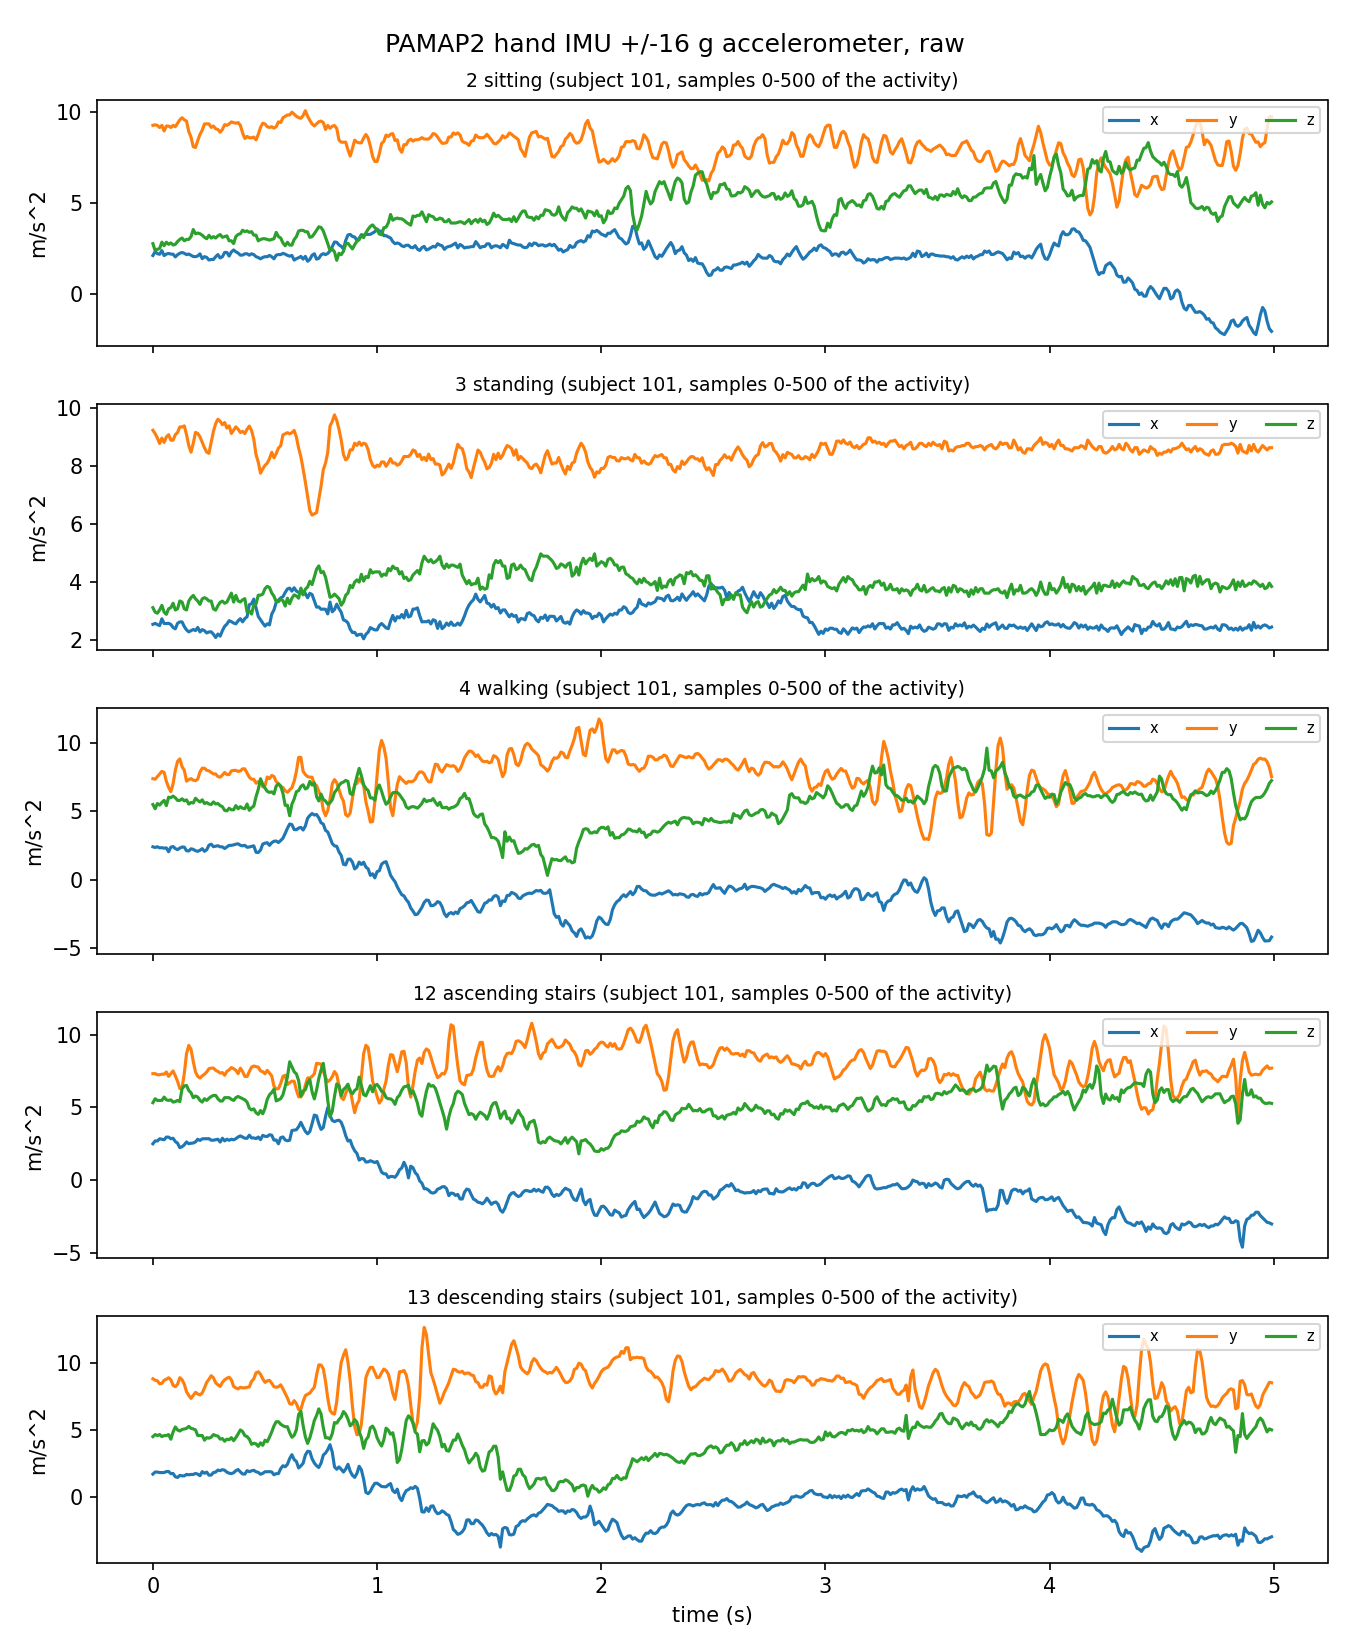 PAMAP2 hand IMU +/-16 g accelerometer, raw
2 sitting (subject 101, samples 0-500 of the activity)
x y z
10
5
0
m/s^2
3 standing (subject 101, samples 0-500 of the activity)
x y z
10
8
6
4
2
m/s^2
4 walking (subject 101, samples 0-500 of the activity)
x y z
10
5
0
−5
m/s^2
12 ascending stairs (subject 101, samples 0-500 of the activity)
x y z
10
5
0
−5
m/s^2
13 descending stairs (subject 101, samples 0-500 of the activity)
x y z
10
5
0
m/s^2
0 1 2 3 4 5
time (s)